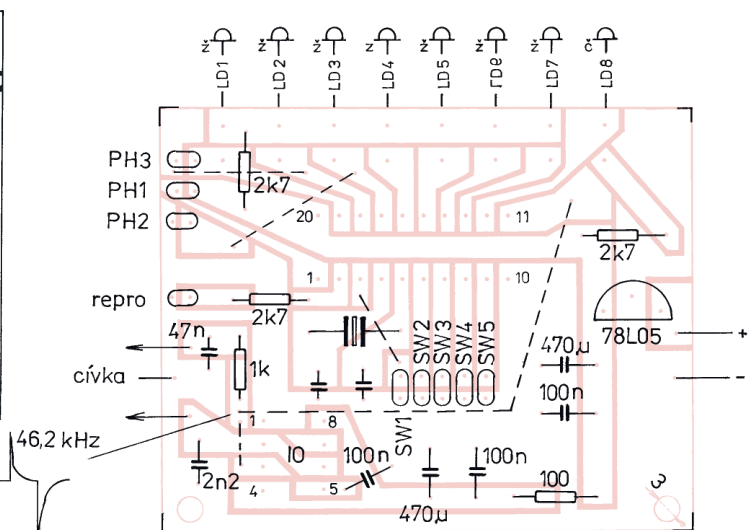 ž ž ž z ž ž ž č
LD1 LD2 LD3 LD4 LD5 LD6 LD7 LD8
PH3
2k7
PH1
PH2
20
11
2k7
1
10
repro
2k7
78L05
47n
SW2 SW3 SW4 SW5
470µ
+
1k
cívka
-
100n
SW1
46,2 kHz
1
8
IO
100n
100n
2n2
4
5
470µ
100
3